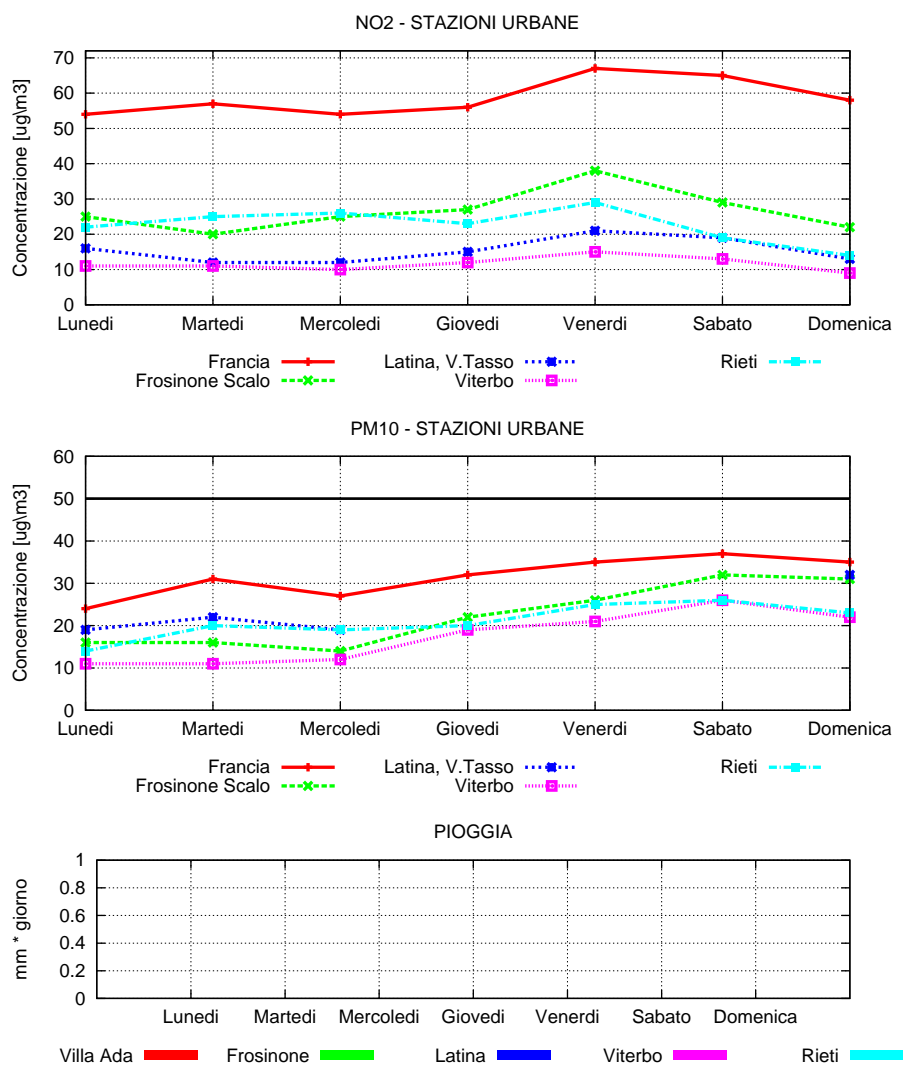 NO2 - STAZIONI URBANE
Concentrazione [ug\m3]
70
60
50
40
30
20
10
0
Lunedi Martedi Mercoledi Giovedi Venerdi Sabato Domenica
Francia Latina, V.Tasso Rieti
Frosinone Scalo Viterbo
PM10 - STAZIONI URBANE
Concentrazione [ug\m3]
60
50
40
30
20
10
0
Lunedi Martedi Mercoledi Giovedi Venerdi Sabato Domenica
Francia Latina, V.Tasso Rieti
Frosinone Scalo Viterbo
PIOGGIA
mm * giorno
1
0.8
0.6
0.4
0.2
0
Lunedi Martedi Mercoledi Giovedi Venerdi Sabato Domenica
Villa Ada Frosinone Latina Viterbo Rieti